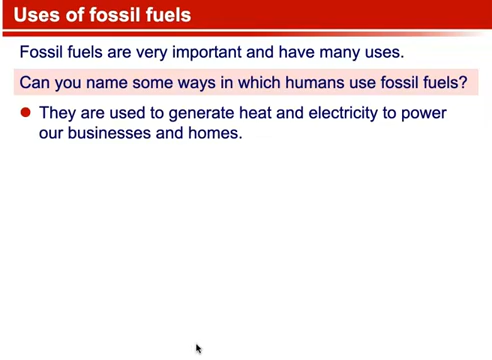 Uses of fossil fuels
Fossil fuels are very important and have many uses.
Can you name some ways in which humans use fossil fuels?
They are used to generate heat and electricity to power
our businesses and homes.